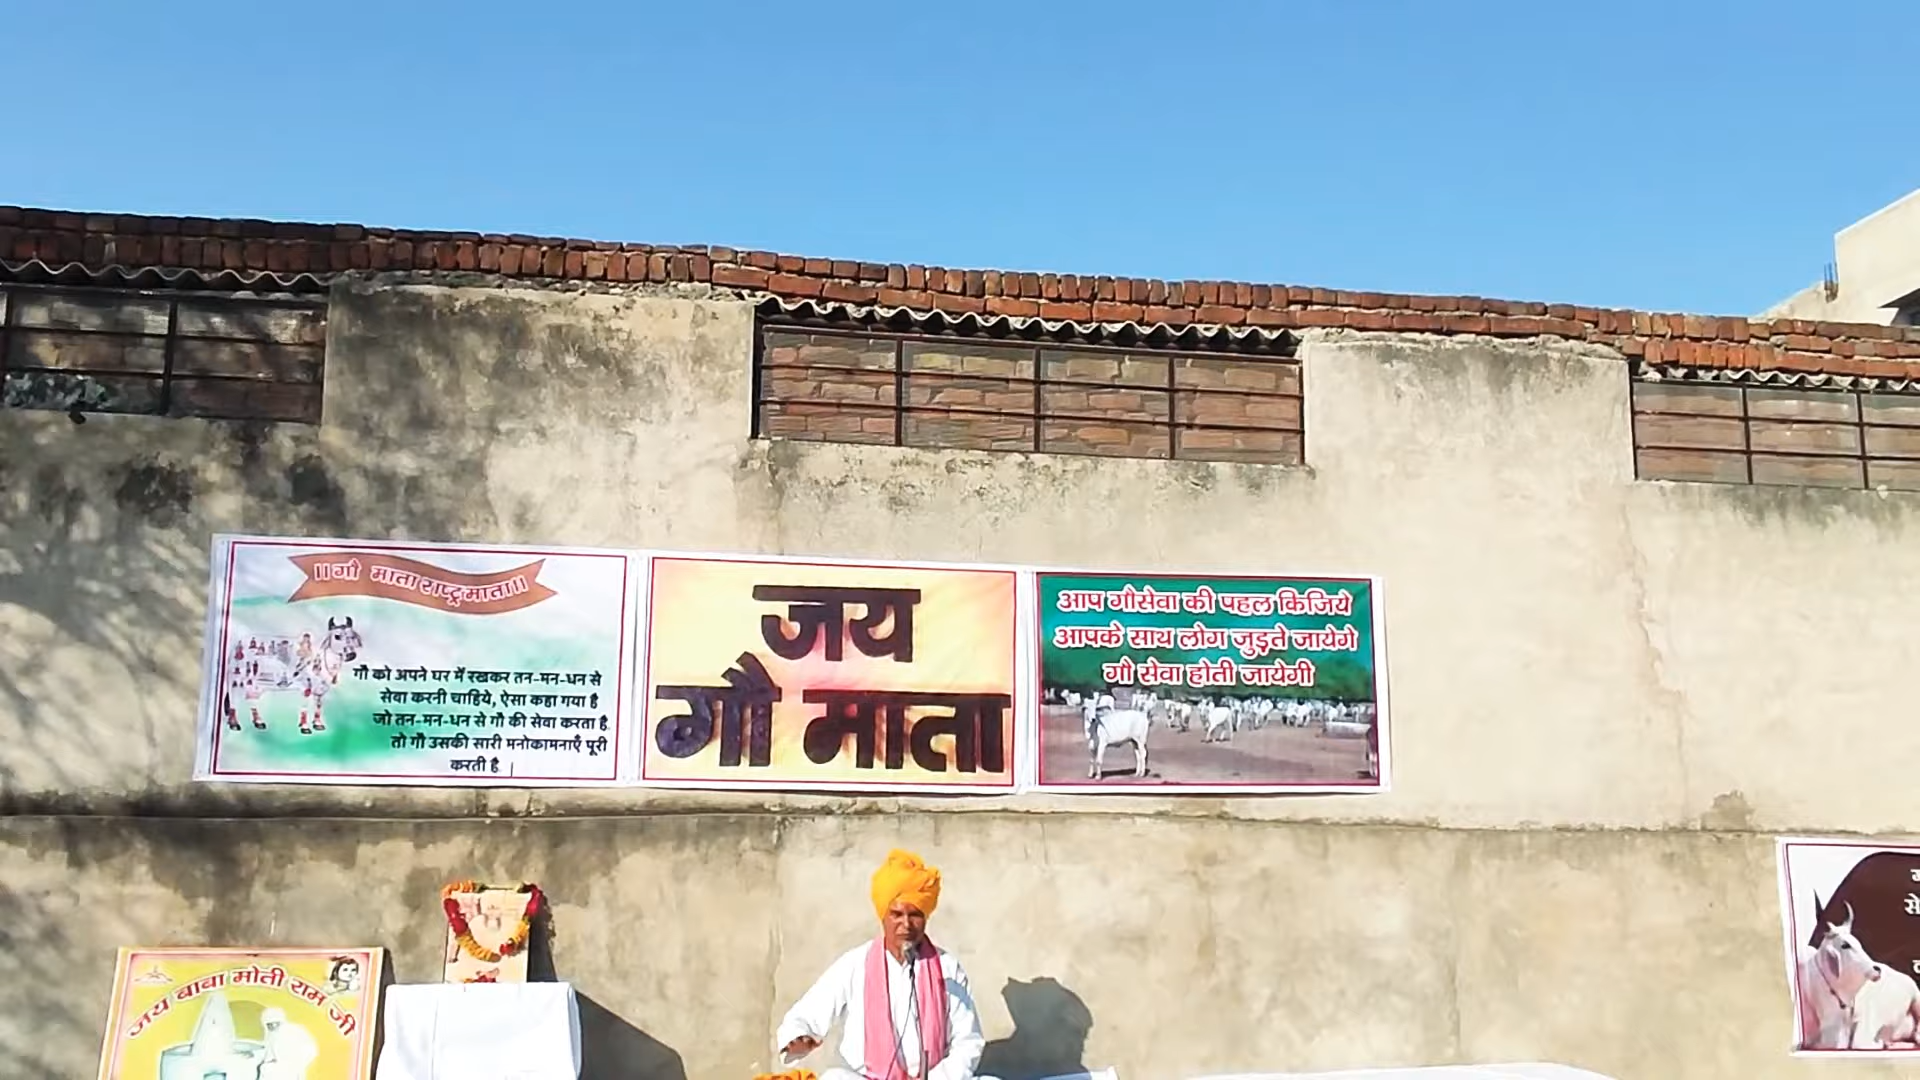 ॥गौ माता राष्ट्रमाता॥
गौ को अपने घर में रखकर तन-मन-धन से
सेवा करनी चाहिये, ऐसा कहा गया है
जो तन-मन-धन से गौ की सेवा करता है
तो गौ उसकी सारी मनोकामनाएँ पूरी
करती है |
जय
गौ माता
आप गौसेवा की पहल किजिये
आपके साथ लोग जुड़ते जायेगे
गौ सेवा होती जायेगी
जय बाबा मोती राम जी